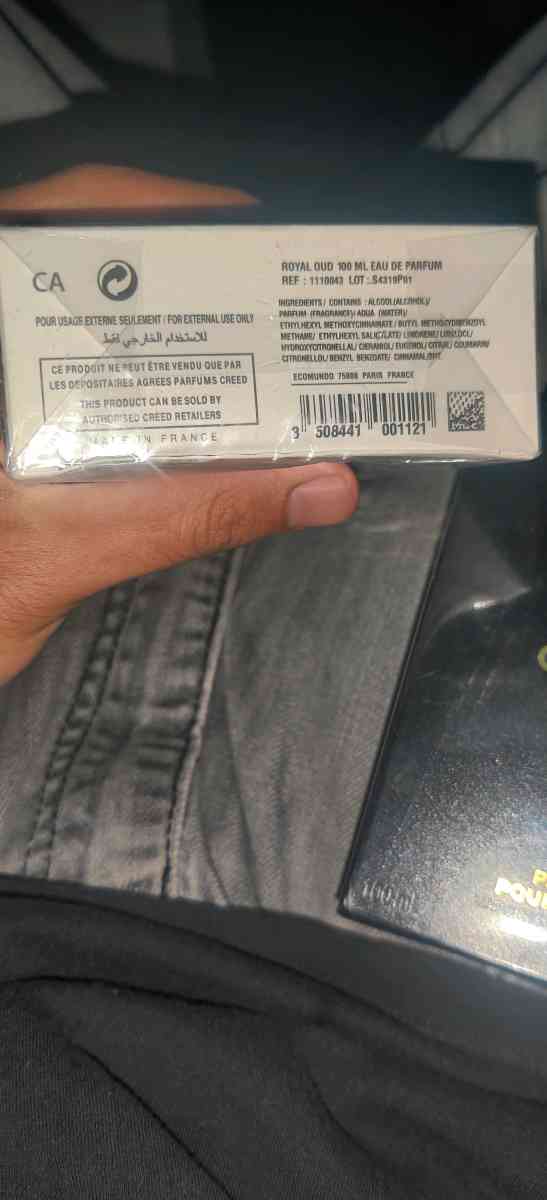 CA
POUR USAGE EXTERNE SEULEMENT / FOR EXTERNAL USE ONLY
للاستخدام الخارجي فقط
CE PRODUIT NE PEUT ÊTRE VENDU QUE PAR
LES DEPOSITAIRES AGREES PARFUMS CREED
THIS PRODUCT CAN BE SOLD BY
AUTHORISED CREED RETAILERS
MADE IN FRANCE
ROYAL OUD 100 ML EAU DE PARFUM
REF : 1110043 LOT : S4319P01
INGREDIENTS / CONTAINS : ALCOOL(ALCOHOL)/
PARFUM (FRAGRANCE)/ AQUA (WATER)/
ETHYLHEXYL METHOXYCINNAMATE / BUTYL METHOXYDIBENZOYL
METHANE/ ETHYLHEXYL SALICYLATE/ LIMONENE/ LINALOOL/
HYDROXYCITRONELLAL/ GERANIOL/ EUGENOL/ CITRAL/ COUMARIN/
CITRONELLOL/ BENZYL BENZOATE/ CINNAMAL/BHT.
ECOMUNDO 75008 PARIS FRANCE
3 508441 001121
100 ml
P
POUR